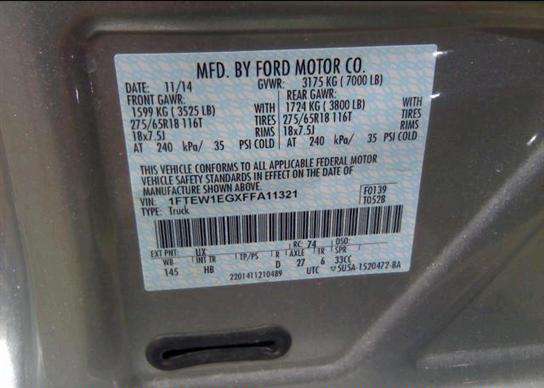 MFD. BY FORD MOTOR CO.
DATE: 11/14 GVWR: 3175 KG (7000 LB)
FRONT GAWR: REAR GAWR:
1599 KG (3525 LB) WITH 1724 KG (3800 LB) WITH
275/65R18 116T TIRES 275/65R18 116T TIRES
18x7.5J RIMS 18x7.5J RIMS
AT 240 kPa/ 35 PSI COLD AT 240 kPa/ 35 PSI COLD
THIS VEHICLE CONFORMS TO ALL APPLICABLE FEDERAL MOTOR
VEHICLE SAFETY STANDARDS IN EFFECT ON THE DATE OF
MANUFACTURE SHOWN ABOVE.
VIN: 1FTEW1EGXFFA11321 F0139
TYPE: Truck T0528
EXT PNT: UX RC: 74 DSO:
WB INT TR TP/PS R AXLE TR SPR
145 HB D 27 6 33CC
2201411210489 UTC ▽ SU5A-1520472-BA